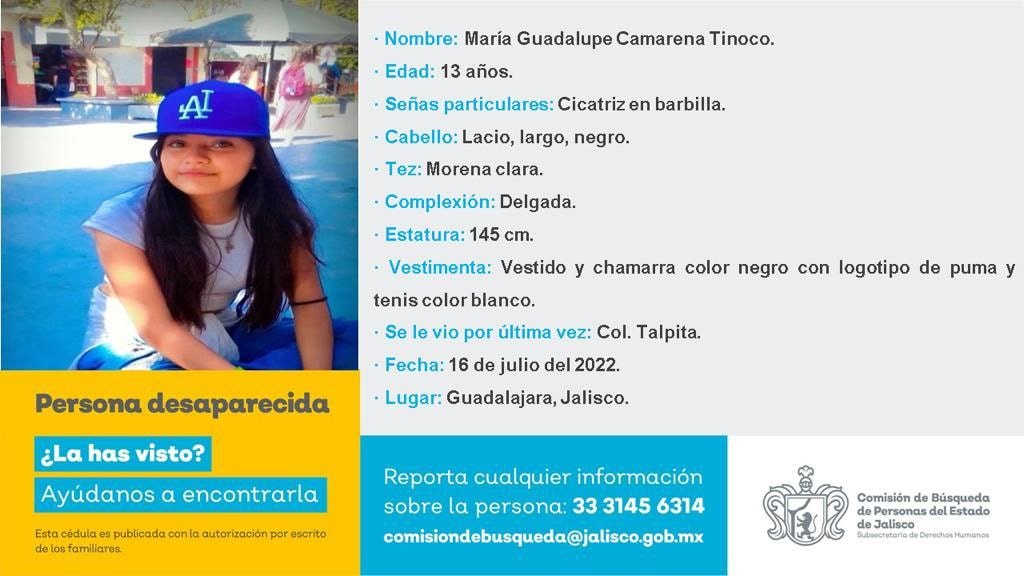 AI
· Nombre: María Guadalupe Camarena Tinoco.
· Edad: 13 años.
· Señas particulares: Cicatriz en barbilla.
· Cabello: Lacio, largo, negro.
· Tez: Morena clara.
· Complexión: Delgada.
· Estatura: 145 cm.
· Vestimenta: Vestido y chamarra color negro con logotipo de puma y
tenis color blanco.
· Se le vio por última vez: Col. Talpita.
· Fecha: 16 de julio del 2022.
· Lugar: Guadalajara, Jalisco.
Persona desaparecida
¿La has visto?
Ayúdanos a encontrarla
Esta cédula es publicada con la autorización por escrito
de los familiares.
Reporta cualquier información
sobre la persona: 33 3145 6314
comisiondebusqueda@jalisco.gob.mx
Comisión de Búsqueda
de Personas del Estado
de Jalisco
Subsecretaría de Derechos Humanos